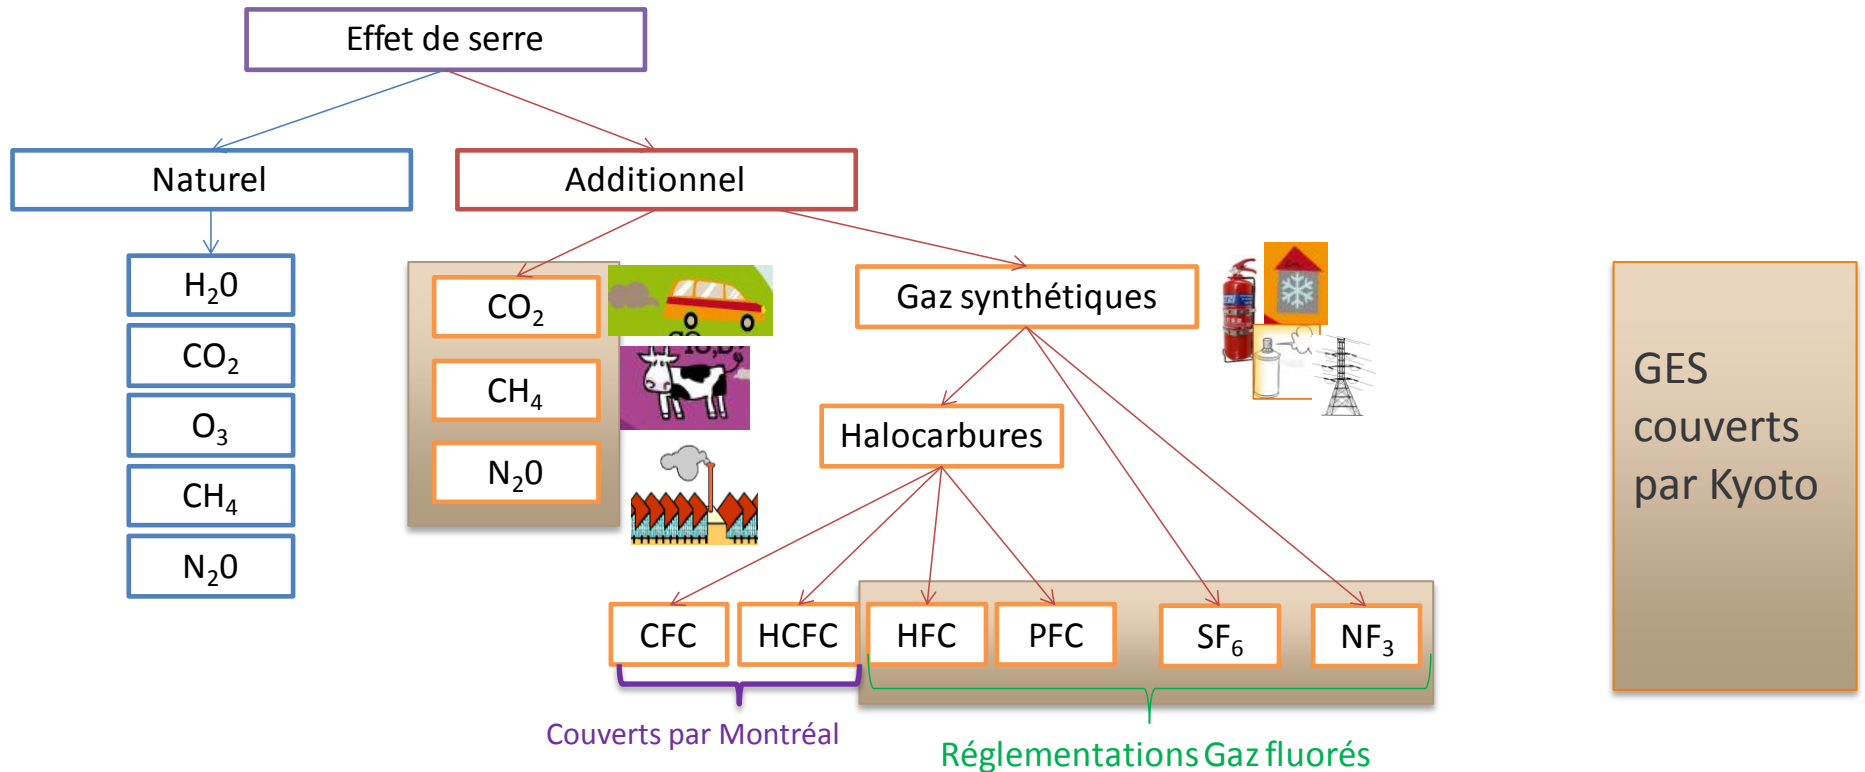 Effet de serre
Naturel
Additionnel
H₂0
CO₂
O₃
CH₄
N₂0
CO₂
CH₄
N₂0
Gaz synthétiques
Halocarbures
CFC
HCFC
HFC
PFC
SF₆
NF₃
Couverts par Montréal
Réglementations Gaz fluorés
GES
couverts
par Kyoto